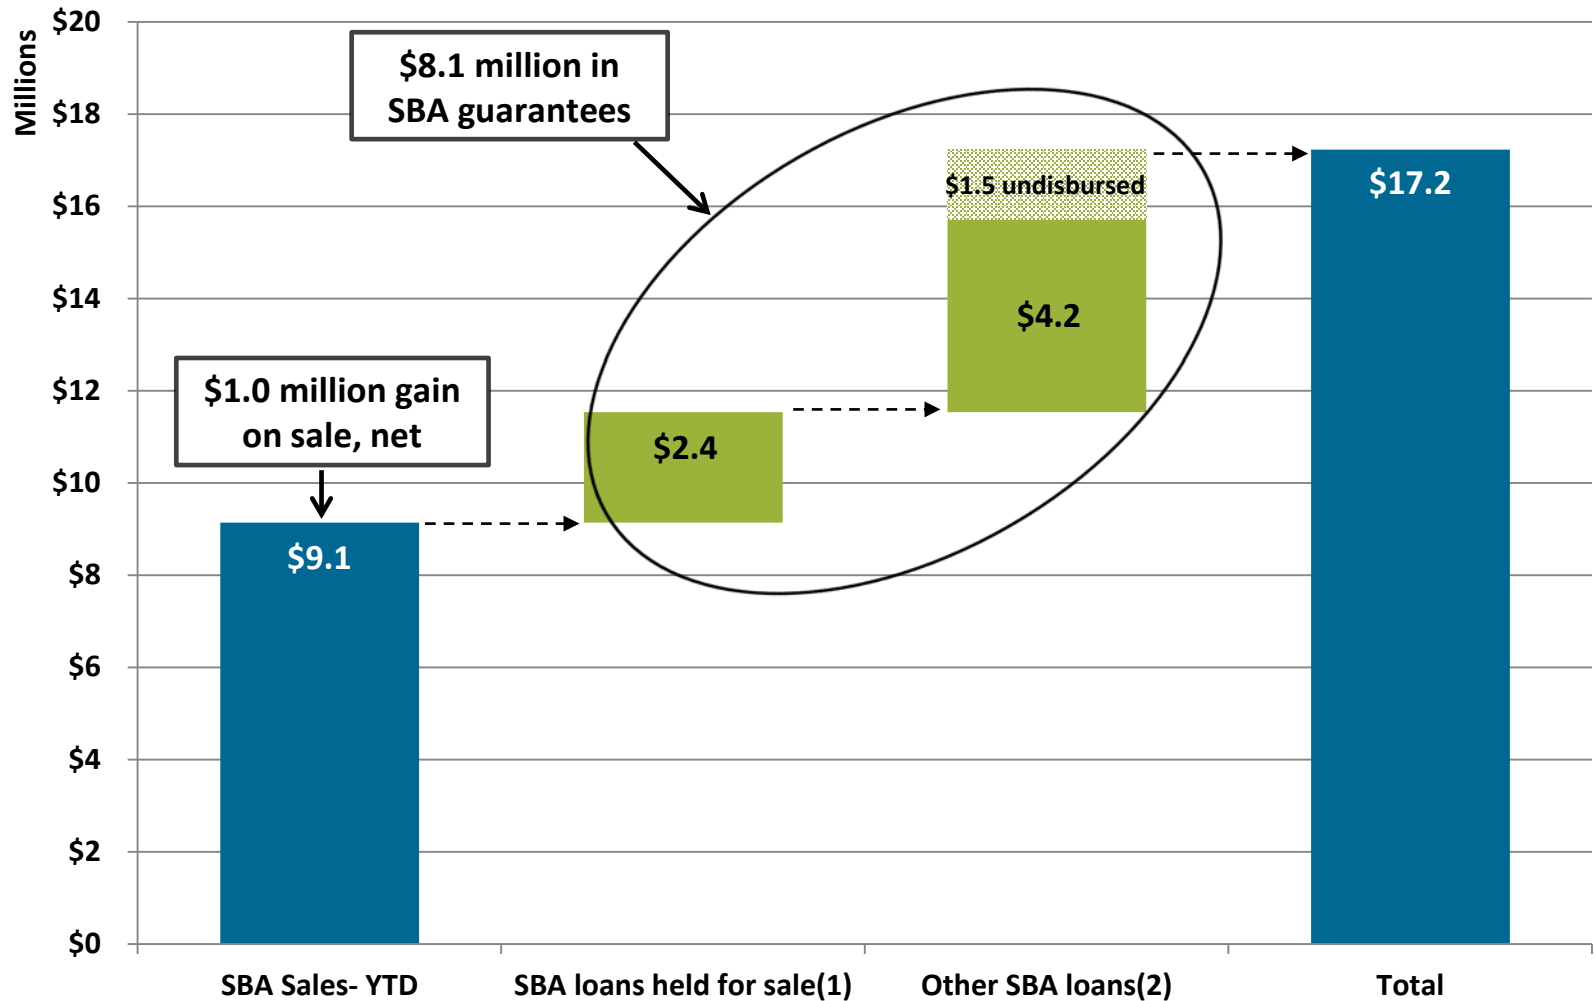 Millions
$20
$18
$16
$14
$12
$10
$8
$6
$4
$2
$0
$8.1 million in
SBA guarantees
$1.0 million gain
on sale, net
$9.1
$2.4
$1.5 undisbursed
$4.2
$17.2
SBA Sales- YTD
SBA loans held for sale(1)
Other SBA loans(2)
Total